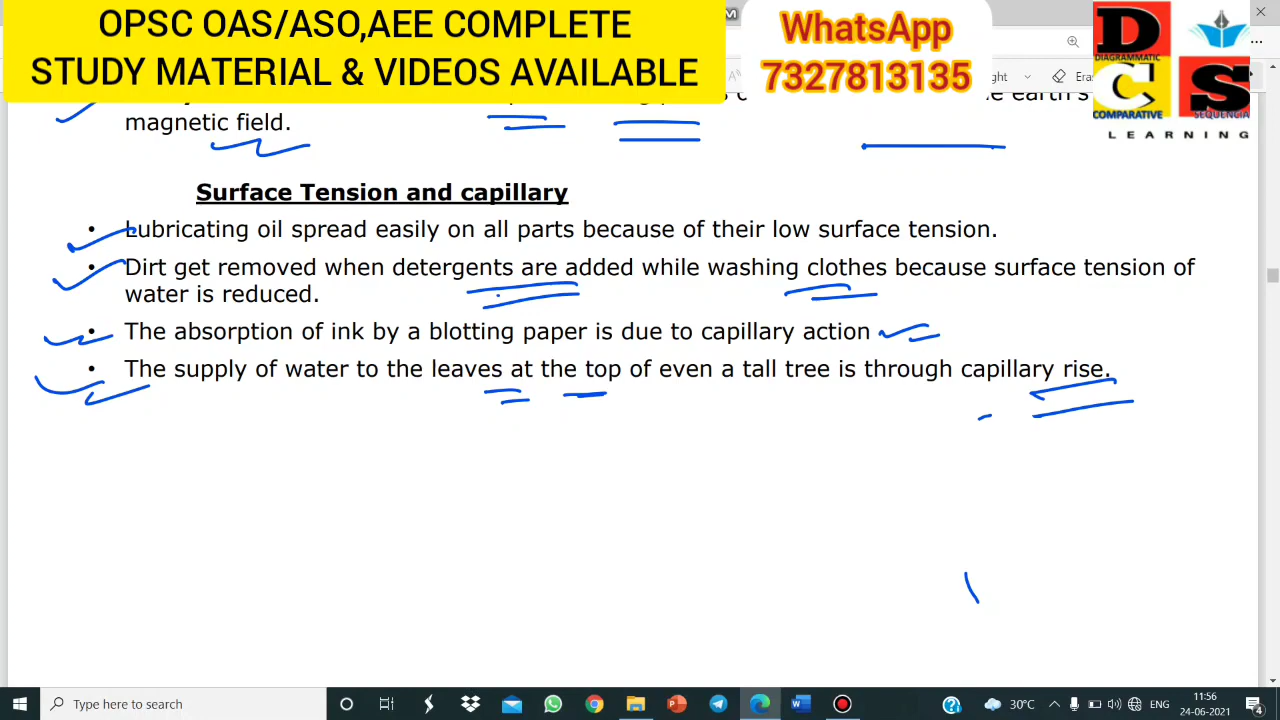 OPSC OAS/ASO,AEE COMPLETE
STUDY MATERIAL & VIDEOS AVAILABLE
WhatsApp
7327813135
D
DIAGRAMMATIC
C
COMPARATIVE
S
SEQUENCIA
LEARNING
earth's
magnetic field.
Surface Tension and capillary
• Lubricating oil spread easily on all parts because of their low surface tension.
• Dirt get removed when detergents are added while washing clothes because surface tension of
water is reduced.
• The absorption of ink by a blotting paper is due to capillary action
• The supply of water to the leaves at the top of even a tall tree is through capillary rise.
Type here to search
30°C
ENG
11:56
24-06-2021